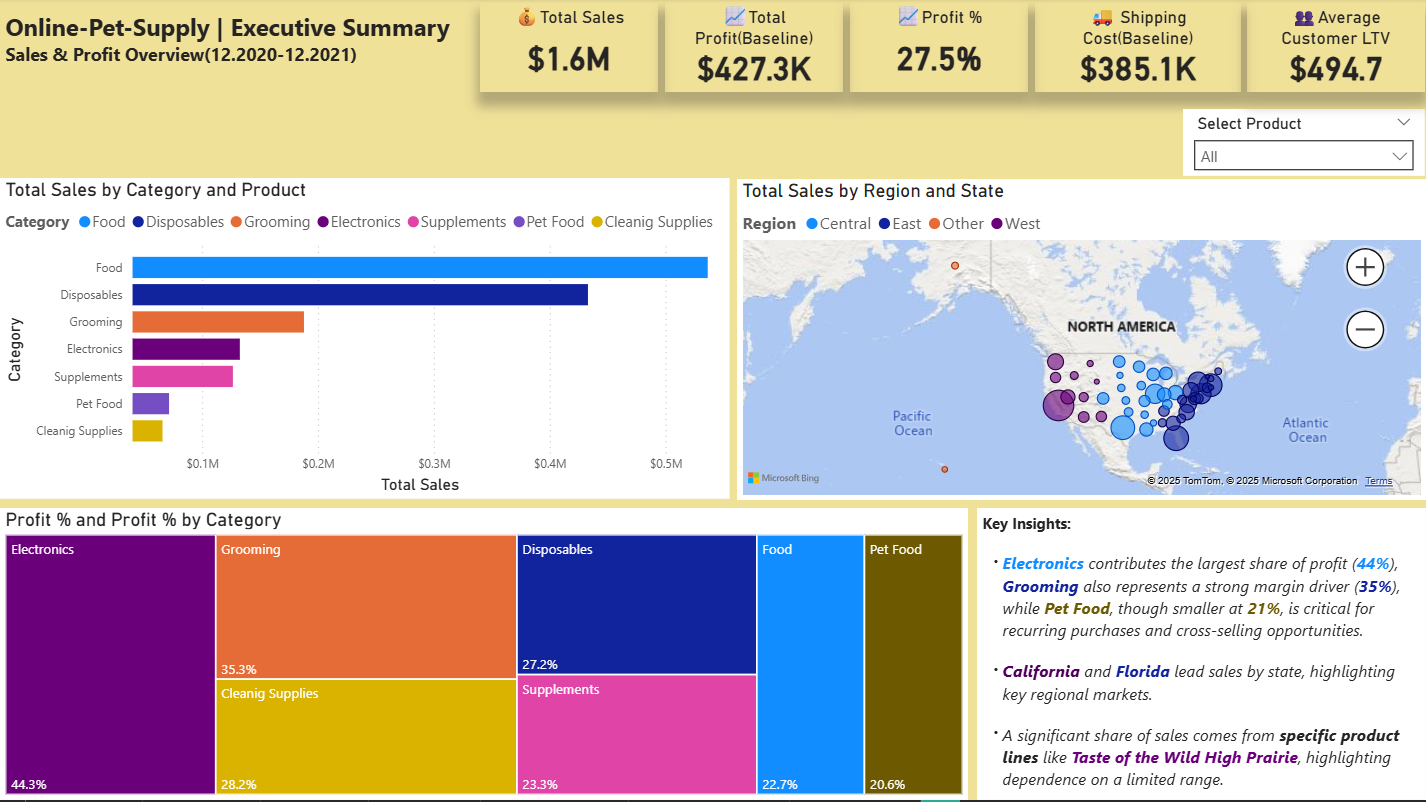 Online-Pet-Supply | Executive Summary
Sales & Profit Overview(12.2020-12.2021)
Total Sales
$1.6M
Total
Profit(Baseline)
$427.3K
Profit %
27.5%
Shipping
Cost(Baseline)
$385.1K
Average
Customer LTV
$494.7
Select Product
All
Total Sales by Category and Product
Category Food Disposables Grooming Electronics Supplements Pet Food Cleanig Supplies
Category
Food
Disposables
Grooming
Electronics
Supplements
Pet Food
Cleanig Supplies
$0.1M $0.2M $0.3M $0.4M $0.5M
Total Sales
Total Sales by Region and State
Region Central East Other West
NORTH AMERICA
Pacific
Ocean
Atlantic
Ocean
Microsoft Bing
© 2025 TomTom, © 2025 Microsoft Corporation Terms
Profit % and Profit % by Category
Electronics
44.3%
Grooming
35.3%
Cleanig Supplies
28.2%
Disposables
27.2%
Supplements
23.3%
Food
22.7%
Pet Food
20.6%
Key Insights:
• Electronics contributes the largest share of profit (44%),
Grooming also represents a strong margin driver (35%),
while Pet Food, though smaller at 21%, is critical for
recurring purchases and cross-selling opportunities.
California and Florida lead sales by state, highlighting
key regional markets.
• A significant share of sales comes from specific product
lines like Taste of the Wild High Prairie, highlighting
dependence on a limited range.